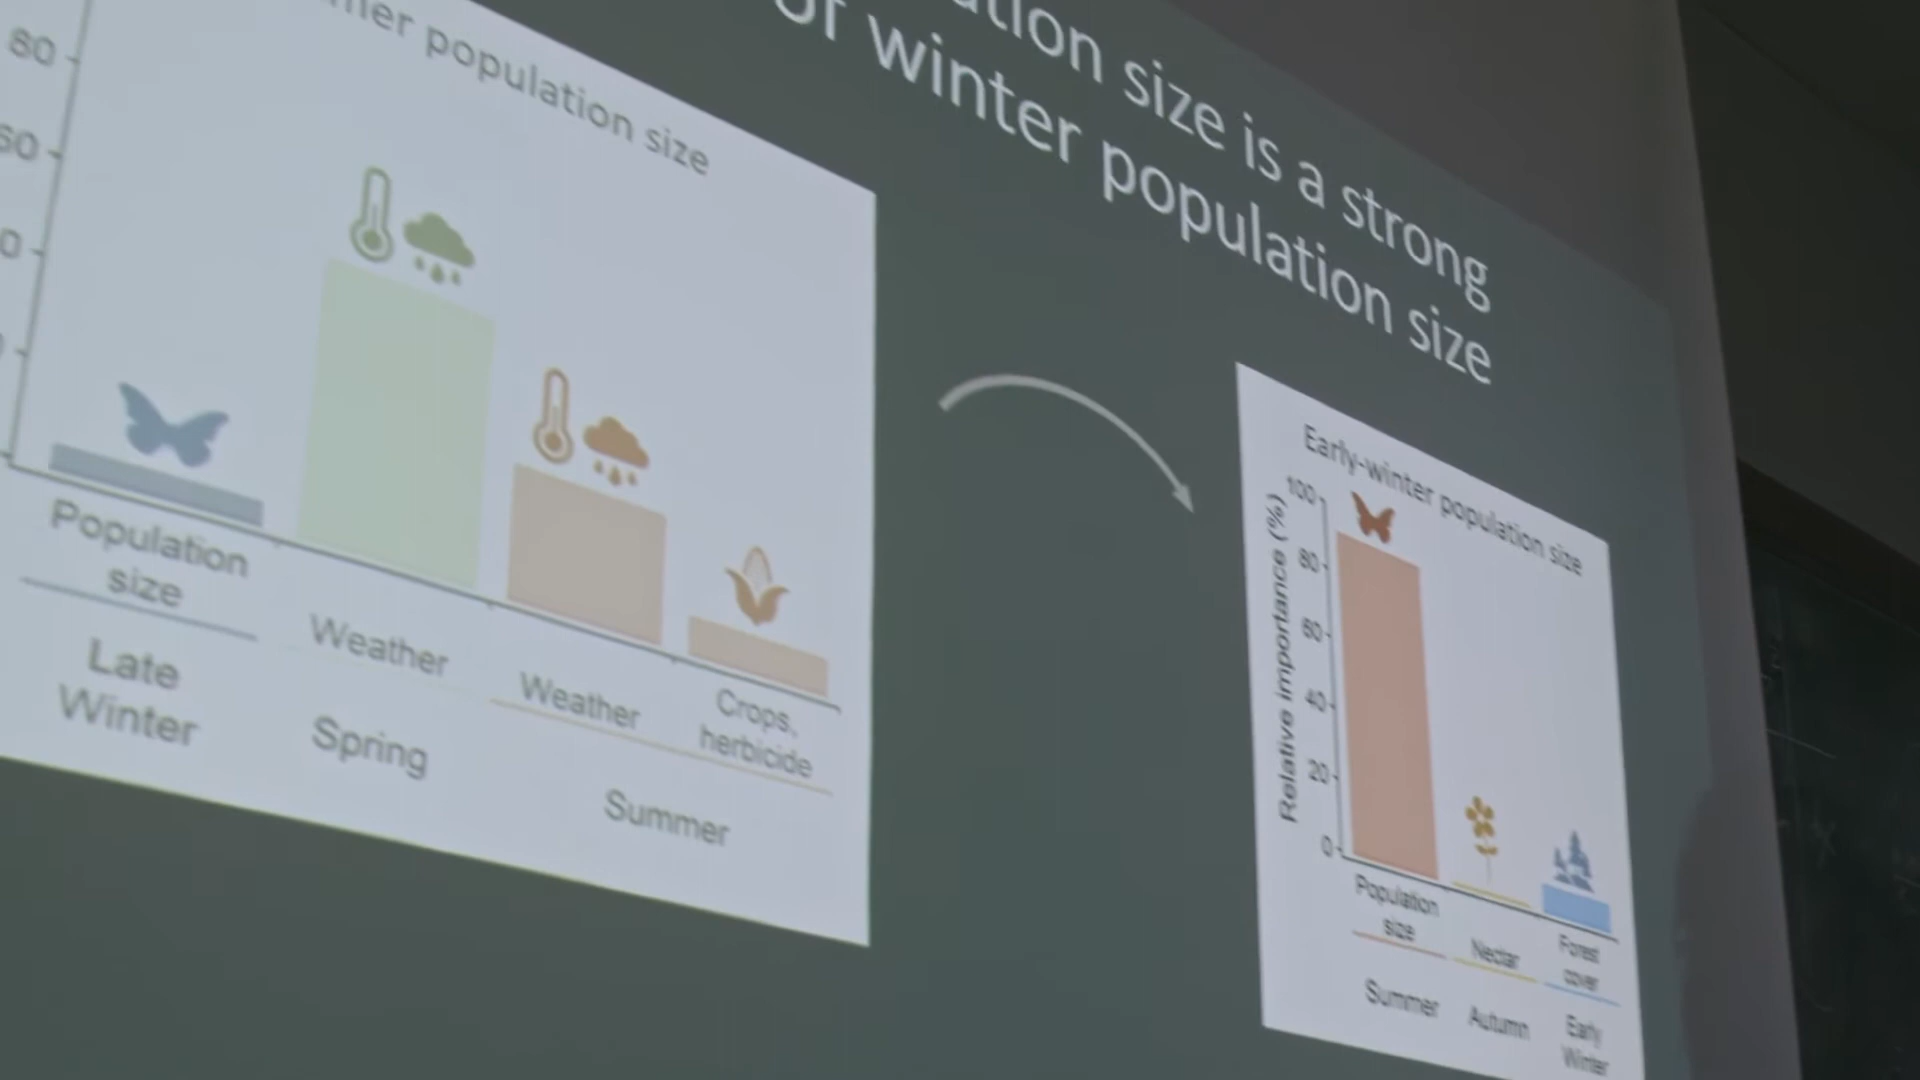 size is a strong
winter population size
population size
80
Population
size
Late
Winter
Weather
Spring
Weather
Crops,
herbicide
Summer
Early-winter population size
Relative importance (%)
100
80
60
40
20
0
Population
size
Summer
Nectar
Autumn
Forest
cover
Early
Winter